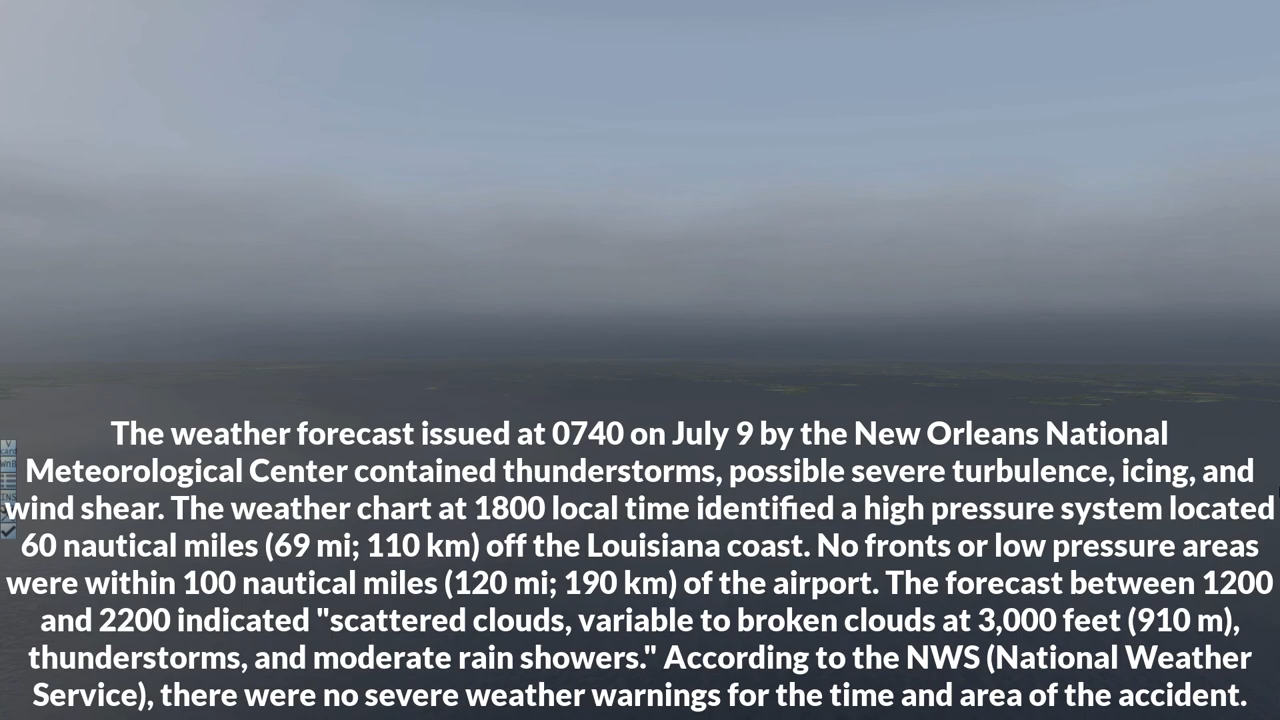 The weather forecast issued at 0740 on July 9 by the New Orleans National
Meteorological Center contained thunderstorms, possible severe turbulence, icing, and
wind shear. The weather chart at 1800 local time identified a high pressure system located
60 nautical miles (69 mi; 110 km) off the Louisiana coast. No fronts or low pressure areas
were within 100 nautical miles (120 mi; 190 km) of the airport. The forecast between 1200
and 2200 indicated "scattered clouds, variable to broken clouds at 3,000 feet (910 m),
thunderstorms, and moderate rain showers." According to the NWS (National Weather
Service), there were no severe weather warnings for the time and area of the accident.